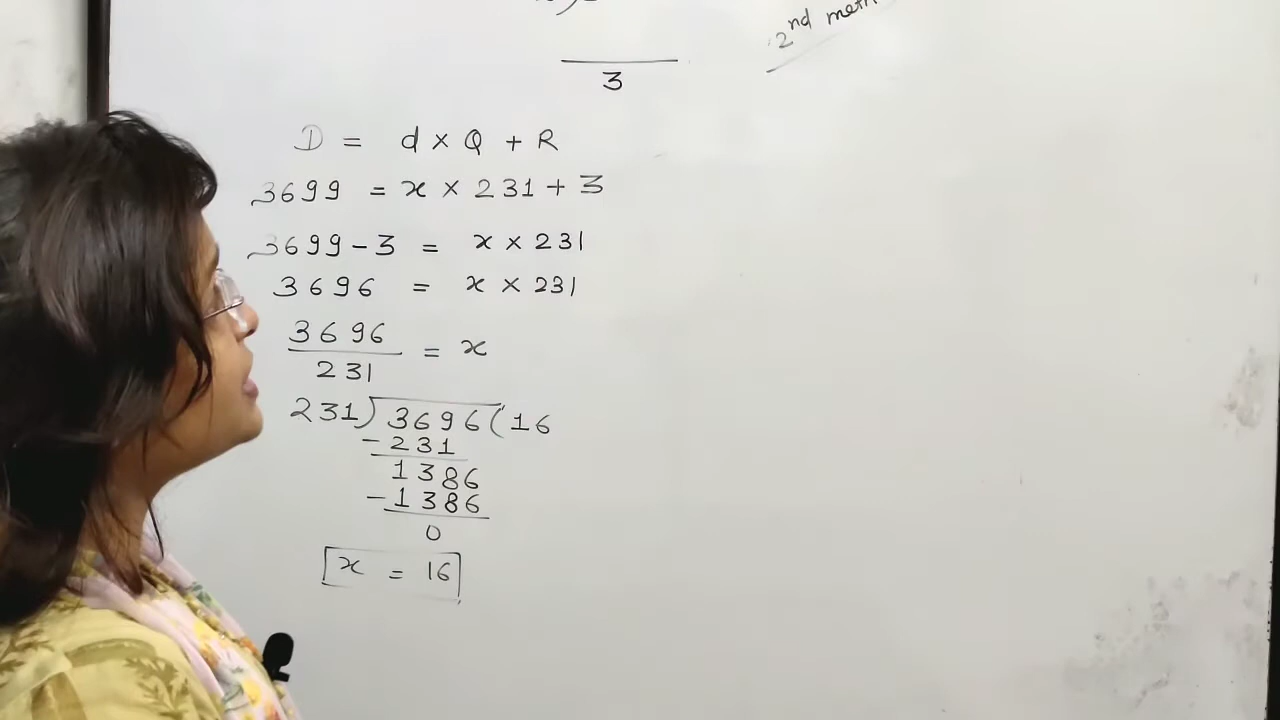 2nd
3
D = d × Q + R
3699 = x × 231 + 3
3699 - 3 = x × 231
3696 = x × 231
3696
= x
231
231)3696(16
-231
1386
-1386
0
x = 16